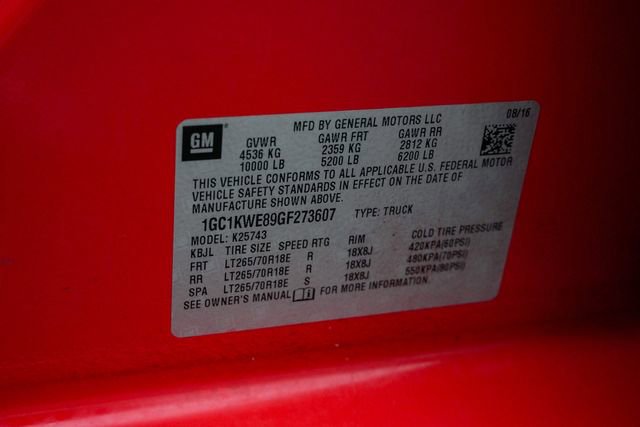 GM
MFD BY GENERAL MOTORS LLC
08/16
GVWR GAWR FRT GAWR RR
4536 KG 2359 KG 2812 KG
10000 LB 5200 LB 6200 LB
THIS VEHICLE CONFORMS TO ALL APPLICABLE U.S. FEDERAL MOTOR
VEHICLE SAFETY STANDARDS IN EFFECT ON THE DATE OF
MANUFACTURE SHOWN ABOVE.
1GC1KWE89GF273607 TYPE: TRUCK
MODEL: K25743
KBJL TIRE SIZE SPEED RTG RIM COLD TIRE PRESSURE
FRT LT265/70R18E R 18X8J 420KPA(60PSI)
RR LT265/70R18E R 18X8J 480KPA(70PSI)
SPA LT265/70R18E S 18X8J 550KPA(80PSI)
SEE OWNER'S MANUAL FOR MORE INFORMATION.